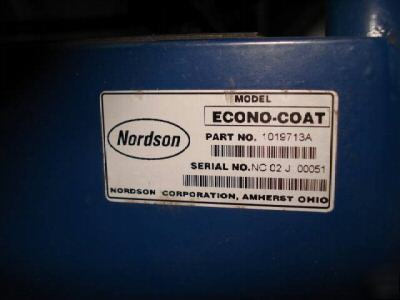 MODEL
ECONO-COAT
Nordson
PART NO. 1019713A
SERIAL NO. NC 02 J 00051
NORDSON CORPORATION, AMHERST OHIO